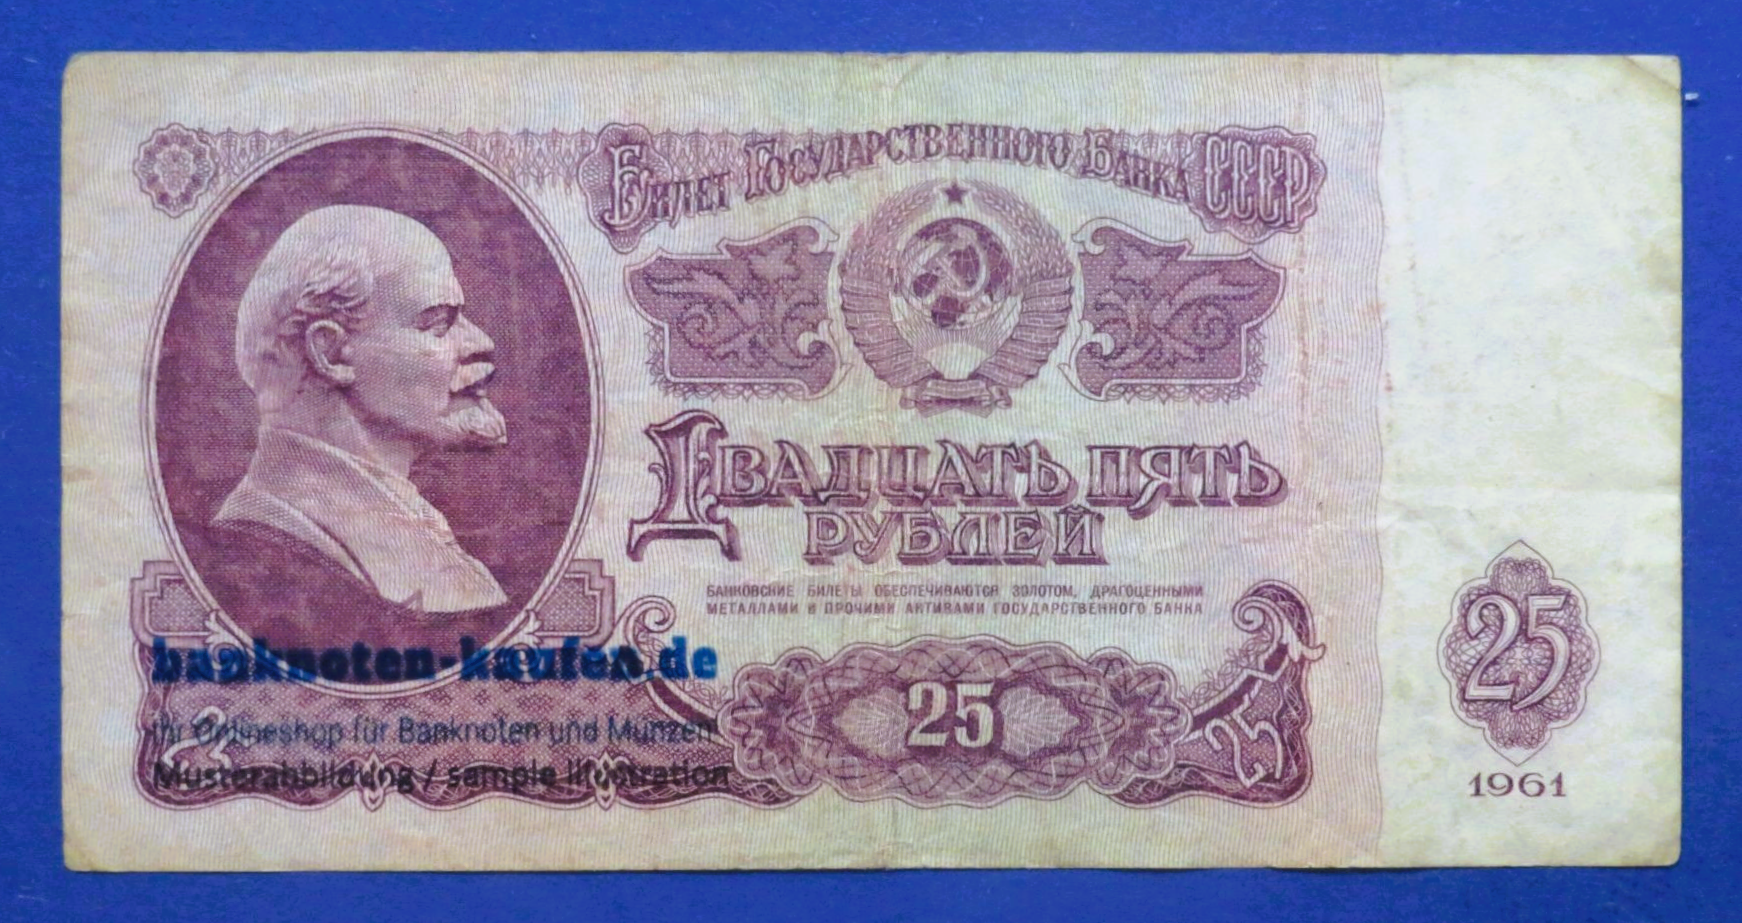 Билет Государственного Банка СССР
Двадцать пять
рублей
БАНКОВСКИЕ БИЛЕТЫ ОБЕСПЕЧИВАЮТСЯ ЗОЛОТОМ, ДРАГОЦЕННЫМИ
МЕТАЛЛАМИ И ПРОЧИМИ АКТИВАМИ ГОСУДАРСТВЕННОГО БАНКА
25
25
25
1961
banknoten-kaufen.de
Ihr Onlineshop für Banknoten und Münzen
Musterabbildung / sample illustration